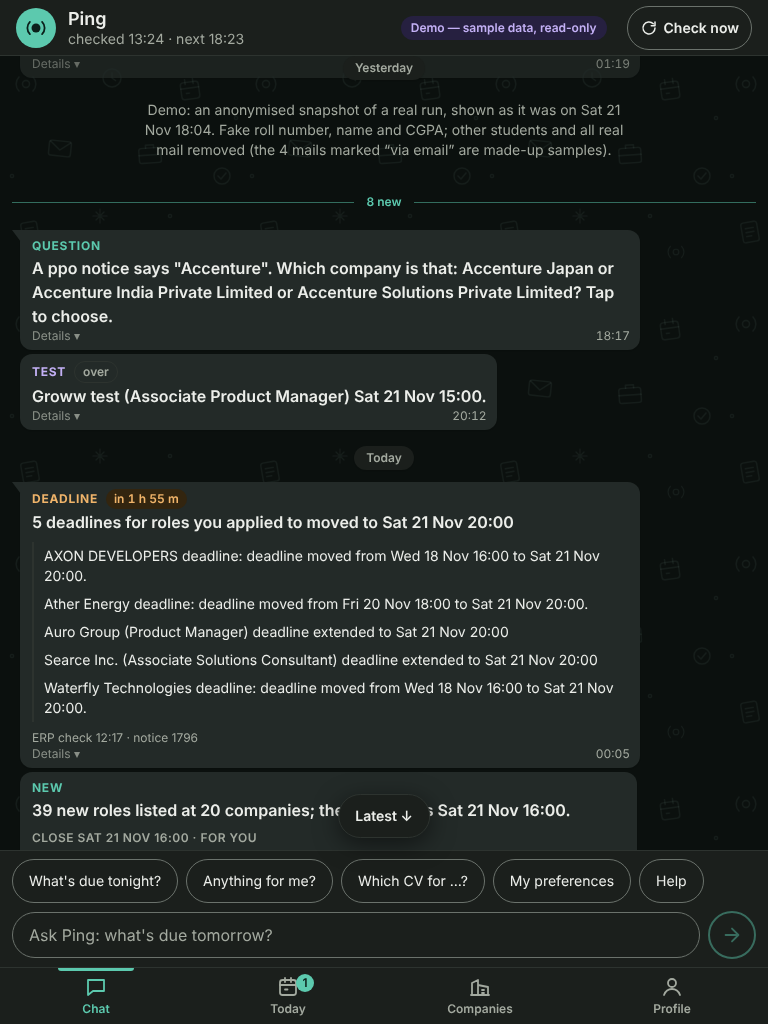 Ping
checked 13:24 · next 18:23
Demo — sample data, read-only
Check now
Details ▾
01:19
Yesterday
Demo: an anonymised snapshot of a real run, shown as it was on Sat 21
Nov 18:04. Fake roll number, name and CGPA; other students and all real
mail removed (the 4 mails marked “via email” are made-up samples).
8 new
QUESTION
A ppo notice says "Accenture". Which company is that: Accenture Japan or
Accenture India Private Limited or Accenture Solutions Private Limited? Tap
to choose.
Details ▾
18:17
TEST over
Groww test (Associate Product Manager) Sat 21 Nov 15:00.
Details ▾
20:12
Today
DEADLINE in 1 h 55 m
5 deadlines for roles you applied to moved to Sat 21 Nov 20:00
AXON DEVELOPERS deadline: deadline moved from Wed 18 Nov 16:00 to Sat 21 Nov
20:00.
Ather Energy deadline: deadline moved from Fri 20 Nov 18:00 to Sat 21 Nov 20:00.
Auro Group (Product Manager) deadline extended to Sat 21 Nov 20:00
Searce Inc. (Associate Solutions Consultant) deadline extended to Sat 21 Nov 20:00
Waterfly Technologies deadline: deadline moved from Wed 18 Nov 16:00 to Sat 21 Nov
20:00.
ERP check 12:17 · notice 1796
Details ▾
00:05
NEW
39 new roles listed at 20 companies; Sat 21 Nov 16:00.
Latest ↓
CLOSE SAT 21 NOV 16:00 · FOR YOU
What's due tonight?
Anything for me?
Which CV for …?
My preferences
Help
Ask Ping: what's due tomorrow?
Chat
Today
1
Companies
Profile